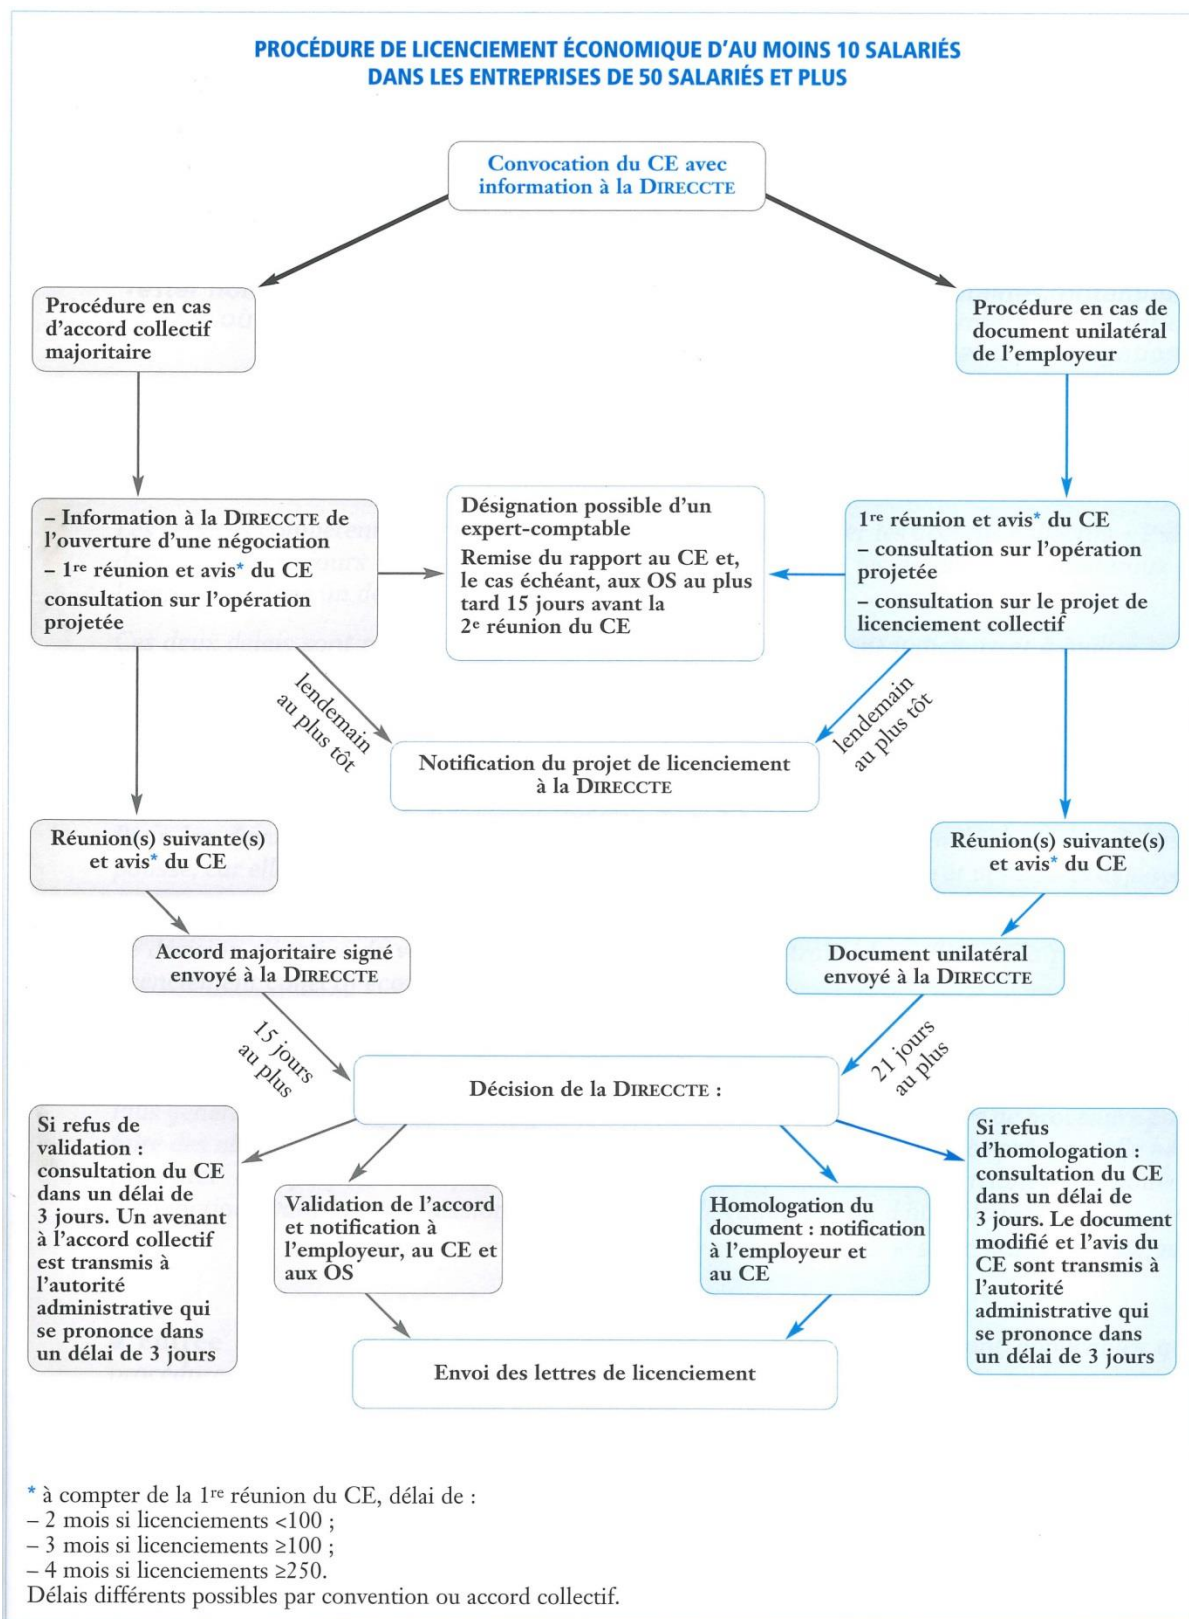 PROCÉDURE DE LICENCIEMENT ÉCONOMIQUE D'AU MOINS 10 SALARIÉS
DANS LES ENTREPRISES DE 50 SALARIÉS ET PLUS
Convocation du CE avec
information à la DIRECCTE
Procédure en cas
d'accord collectif
majoritaire
Procédure en cas de
document unilatéral
de l'employeur
– Information à la DIRECCTE de
l'ouverture d'une négociation
– 1re réunion et avis* du CE
consultation sur l'opération
projetée
Désignation possible d'un
expert-comptable
Remise du rapport au CE et,
le cas échéant, aux OS au plus
tard 15 jours avant la
2e réunion du CE
1re réunion et avis* du CE
– consultation sur l'opération
projetée
– consultation sur le projet de
licenciement collectif
lendemain
au plus tôt
lendemain
au plus tôt
Notification du projet de licenciement
à la DIRECCTE
Réunion(s) suivante(s)
et avis* du CE
Réunion(s) suivante(s)
et avis* du CE
Accord majoritaire signé
envoyé à la DIRECCTE
Document unilatéral
envoyé à la DIRECCTE
15 jours
au plus
21 jours
au plus
Décision de la DIRECCTE :
Si refus de
validation :
consultation du CE
dans un délai de
3 jours. Un avenant
à l'accord collectif
est transmis à
l'autorité
administrative qui
se prononce dans
un délai de 3 jours
Validation de l'accord
et notification à
l'employeur, au CE et
aux OS
Homologation du
document : notification
à l'employeur et
au CE
Si refus
d'homologation :
consultation du CE
dans un délai de
3 jours. Le document
modifié et l'avis du
CE sont transmis à
l'autorité
administrative qui
se prononce dans
un délai de 3 jours
Envoi des lettres de licenciement
* à compter de la 1re réunion du CE, délai de :
– 2 mois si licenciements <100 ;
– 3 mois si licenciements ≥100 ;
– 4 mois si licenciements ≥250.
Délais différents possibles par convention ou accord collectif.